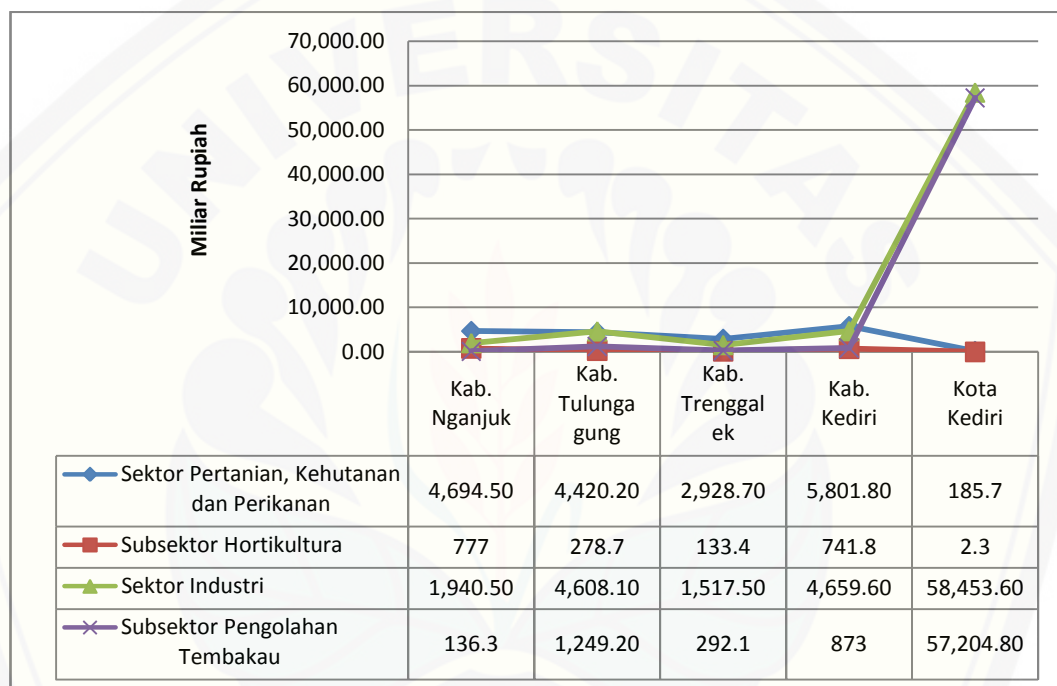 70,000.00
60,000.00
50,000.00
40,000.00
30,000.00
20,000.00
10,000.00
0.00
Miliar Rupiah
UNIVERSITAS
Kab.
Nganjuk
Kab.
Tulunga
gung
Kab.
Trenggal
ek
Kab.
Kediri
Kota
Kediri
Sektor Pertanian, Kehutanan
dan Perikanan
4,694.50 4,420.20 2,928.70 5,801.80 185.7
Subsektor Hortikultura 777 278.7 133.4 741.8 2.3
Sektor Industri 1,940.50 4,608.10 1,517.50 4,659.60 58,453.60
Subsektor Pengolahan
Tembakau
136.3 1,249.20 292.1 873 57,204.80